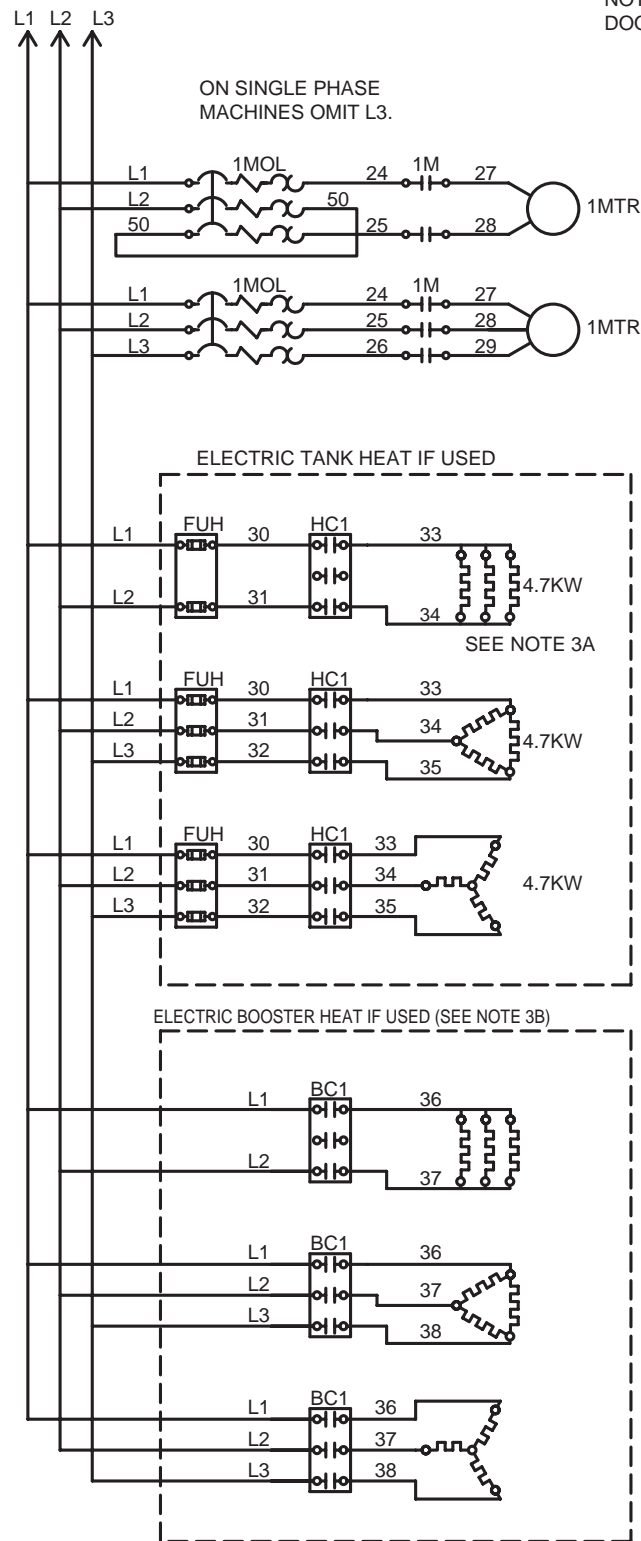 NOT
DOO
L1 L2 L3
ON SINGLE PHASE
MACHINES OMIT L3.
L1 1MOL 24 1M 27
L2 50
50 25 28
1MTR
L1 1MOL 24 1M 27
L2 25 28
L3 26 29
1MTR
ELECTRIC TANK HEAT IF USED
L1 FUH 30 HC1 33
L2 31 34
4.7KW
SEE NOTE 3A
L1 FUH 30 HC1 33
L2 31 34
L3 32 35
4.7KW
L1 FUH 30 HC1 33
L2 31 34
L3 32 35
4.7KW
ELECTRIC BOOSTER HEAT IF USED (SEE NOTE 3B)
L1 BC1 36
L2 37
L1 BC1 36
L2 37
L3 38
L1 BC1 36
L2 37
L3 38